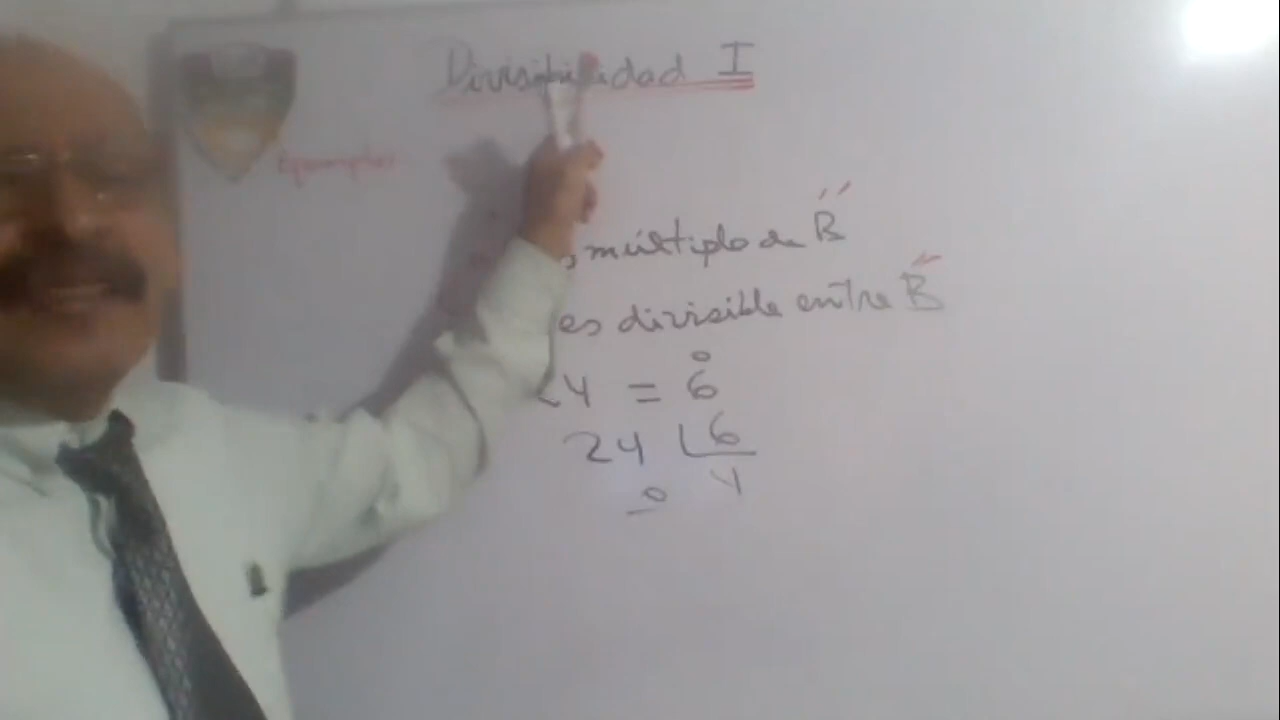 Divisibilidad I
Ejemplos
múltiplo de B"
es divisible entre B"
24 = 6°
24 | 6
0 4